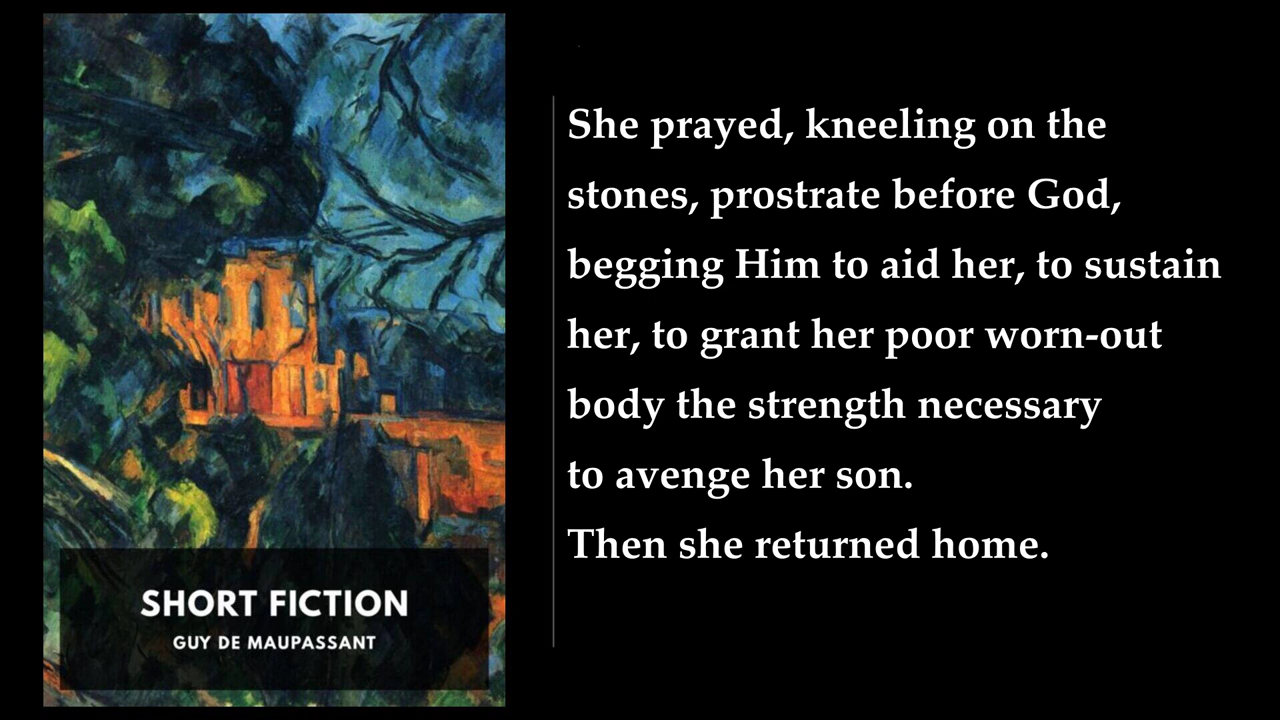 SHORT FICTION
GUY DE MAUPASSANT
She prayed, kneeling on the
stones, prostrate before God,
begging Him to aid her, to sustain
her, to grant her poor worn-out
body the strength necessary
to avenge her son.
Then she returned home.